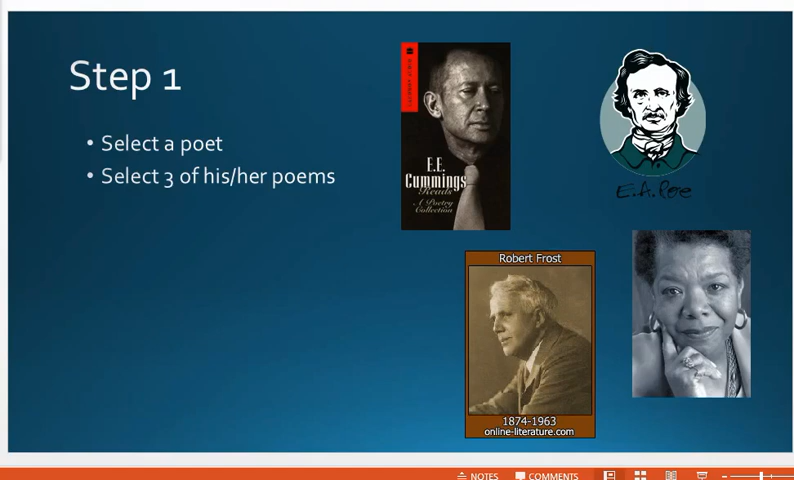 Step 1
• Select a poet
• Select 3 of his/her poems
E.E.
Cummings
Reads
A Poetry
Collection
E.A. Poe
Robert Frost
1874-1963
online-literature.com
NOTES
COMMENTS